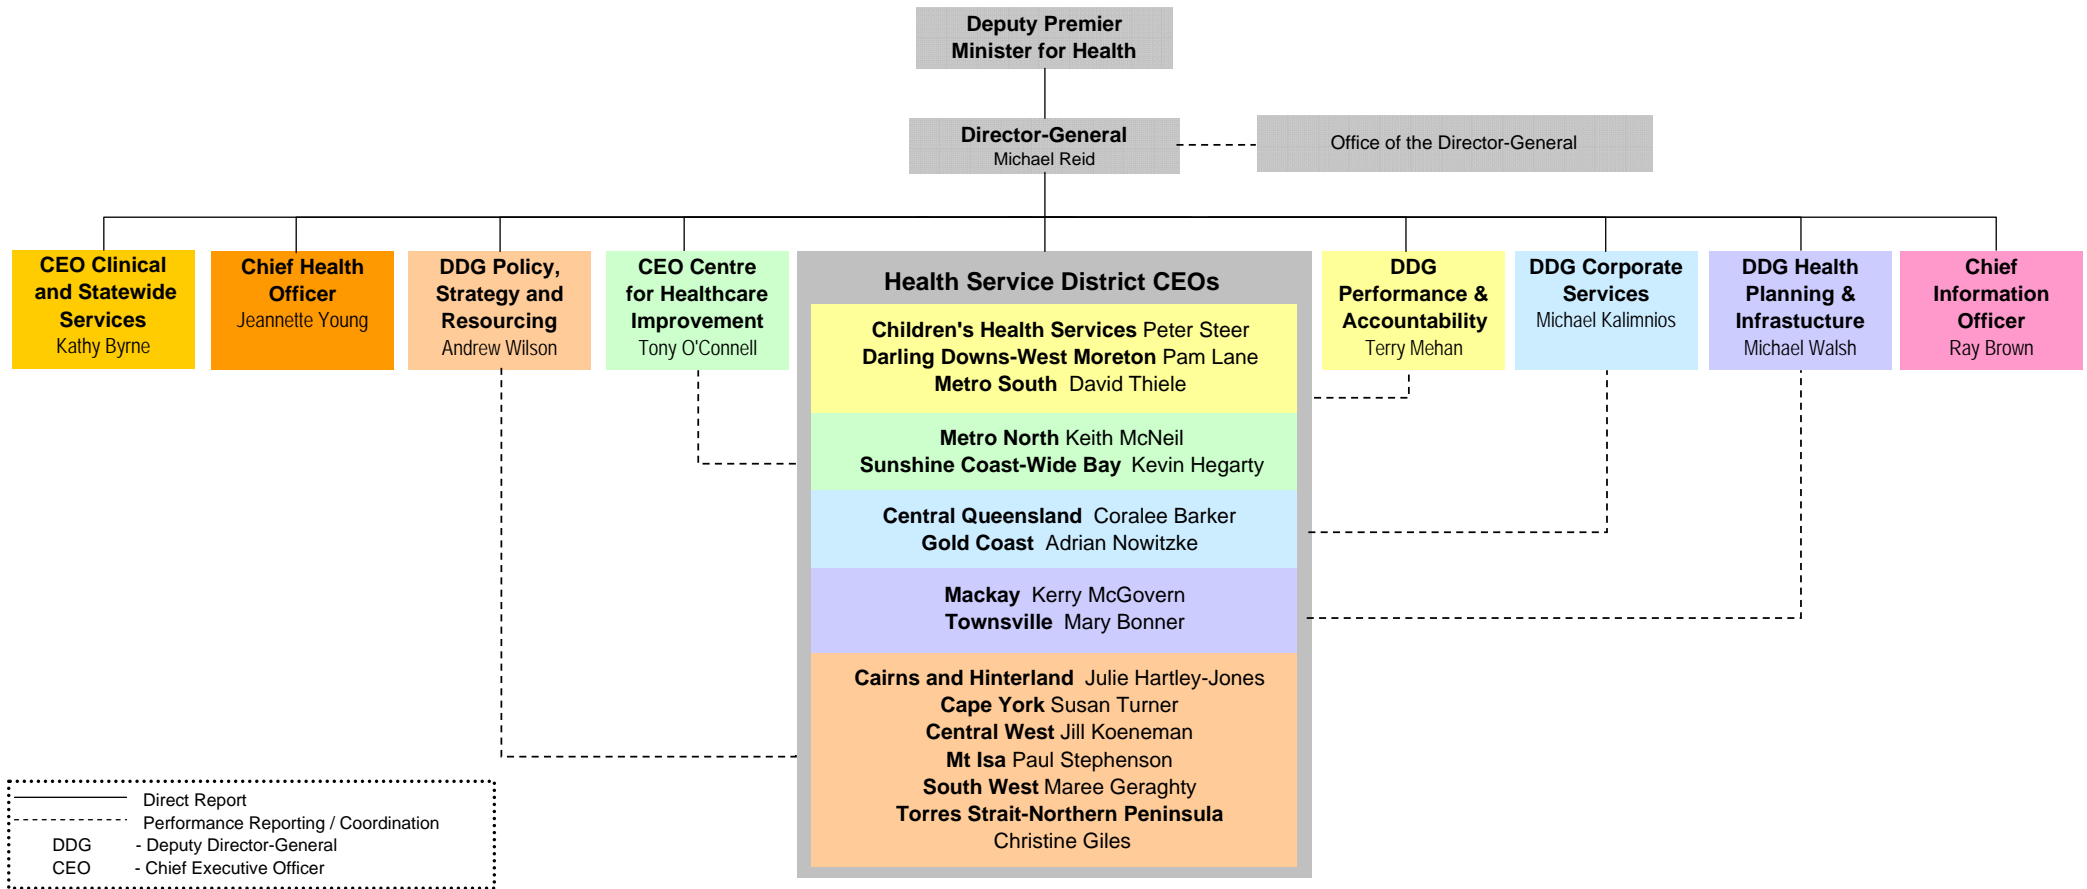 Deputy Premier
Minister for Health
Director-General
Michael Reid
Office of the Director-General
CEO Clinical
and Statewide
Services
Kathy Byrne
Chief Health
Officer
Jeannette Young
DDG Policy,
Strategy and
Resourcing
Andrew Wilson
CEO Centre
for Healthcare
Improvement
Tony O'Connell
Health Service District CEOs
Children's Health Services Peter Steer
Darling Downs-West Moreton Pam Lane
Metro South David Thiele
Metro North Keith McNeil
Sunshine Coast-Wide Bay Kevin Hegarty
Central Queensland Coralee Barker
Gold Coast Adrian Nowitzke
Mackay Kerry McGovern
Townsville Mary Bonner
Cairns and Hinterland Julie Hartley-Jones
Cape York Susan Turner
Central West Jill Koeneman
Mt Isa Paul Stephenson
South West Maree Geraghty
Torres Strait-Northern Peninsula
Christine Giles
DDG
Performance &
Accountability
Terry Mehan
DDG Corporate
Services
Michael Kalimnios
DDG Health
Planning &
Infrastucture
Michael Walsh
Chief
Information
Officer
Ray Brown
Direct Report
Performance Reporting / Coordination
DDG - Deputy Director-General
CEO - Chief Executive Officer